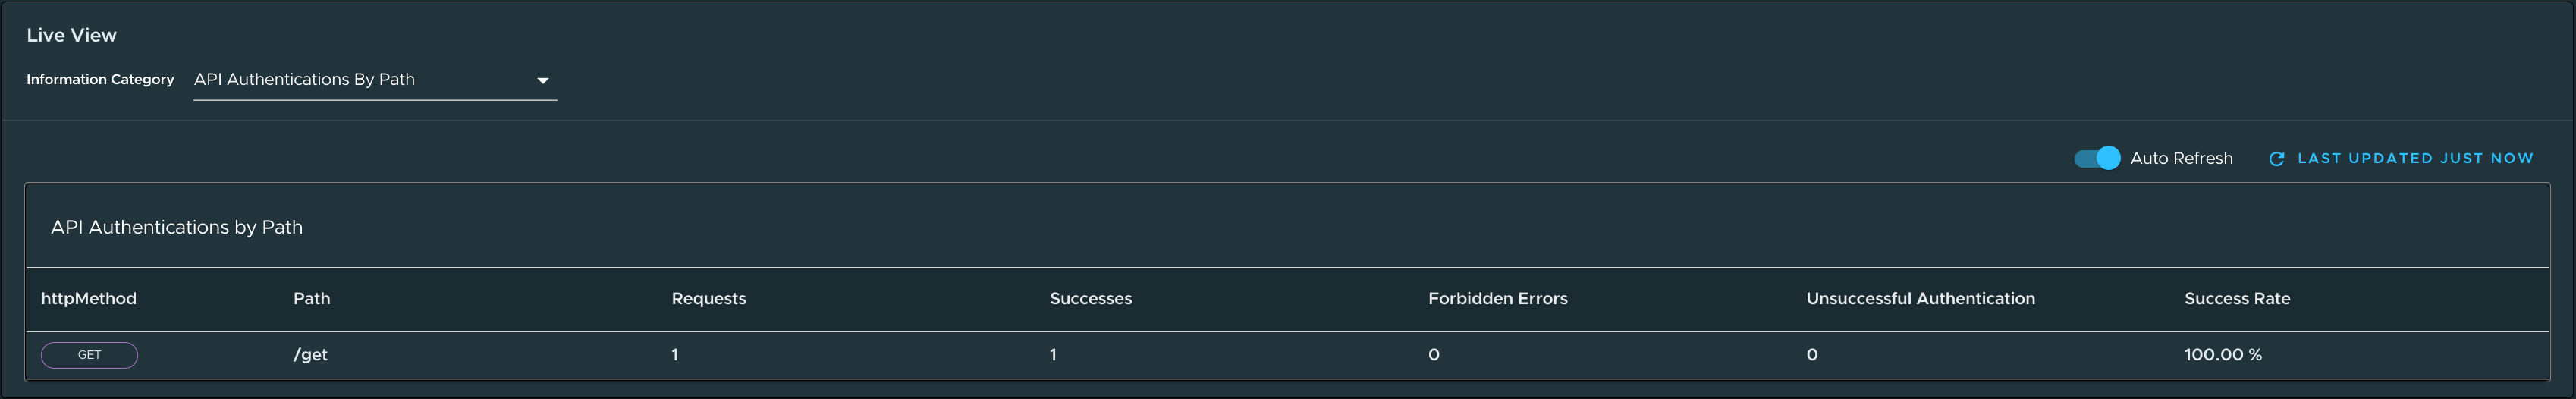 Live View
Information Category API Authentications By Path
Auto Refresh LAST UPDATED JUST NOW
API Authentications by Path
httpMethod Path Requests Successes Forbidden Errors Unsuccessful Authentication Success Rate
GET /get 1 1 0 0 100.00 %